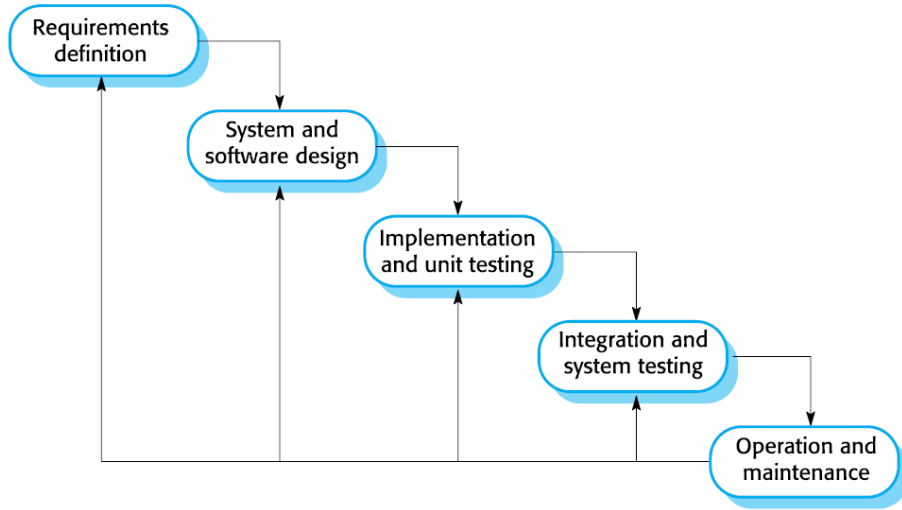 Requirements
definition
System and
software design
Implementation
and unit testing
Integration and
system testing
Operation and
maintenance